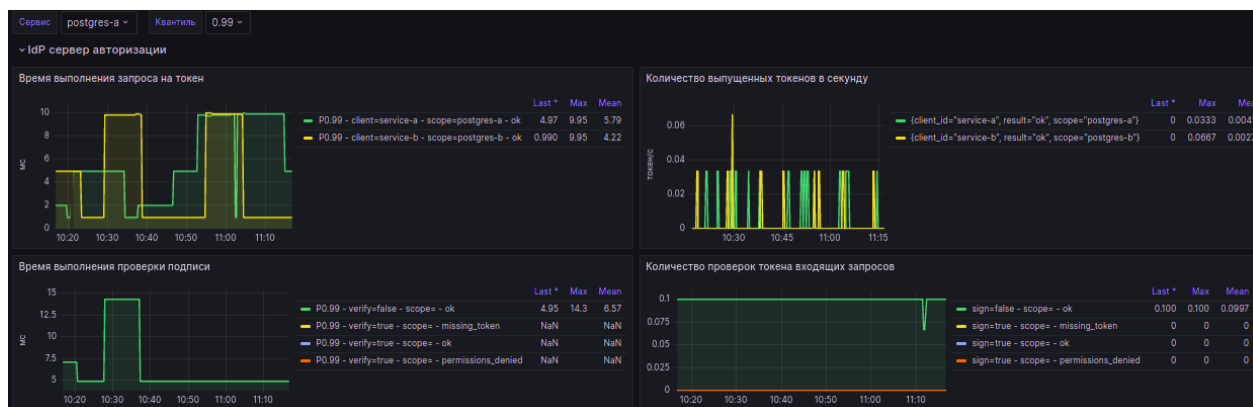 Сервис postgres-a Квантиль 0.99
IdP сервер авторизации
Время выполнения запроса на токен
Last * Max Mean
P0.99 - client=service-a - scope=postgres-a - ok 4.97 9.95 5.79
P0.99 - client=service-b - scope=postgres-b - ok 0.990 9.95 4.22
10
8
6
4
2
0
мс
10:20 10:30 10:40 10:50 11:00 11:10
Количество выпущенных токенов в секунду
Last * Max Mea
{client_id="service-a", result="ok", scope="postgres-a"} 0 0.0333 0.004
{client_id="service-b", result="ok", scope="postgres-b"} 0 0.0667 0.002
0.06
0.04
0.02
0
токен/с
10:30 10:45 11:00 11:15
Время выполнения проверки подписи
Last * Max Mean
P0.99 - verify=false - scope= - ok 4.95 14.3 6.57
P0.99 - verify=true - scope= - missing_token NaN NaN
P0.99 - verify=true - scope= - ok NaN NaN
P0.99 - verify=true - scope= - permissions_denied NaN NaN
15
12.5
10
7.5
5
мс
10:20 10:30 10:40 10:50 11:00 11:10
Количество проверок токена входящих запросов
Last * Max Mean
sign=false - scope= - ok 0.100 0.100 0.0997
sign=true - scope= - missing_token 0 0 0
sign=true - scope= - ok 0 0 0
sign=true - scope= - permissions_denied 0 0 0
0.1
0.075
0.05
0.025
0
10:20 10:30 10:40 10:50 11:00 11:10